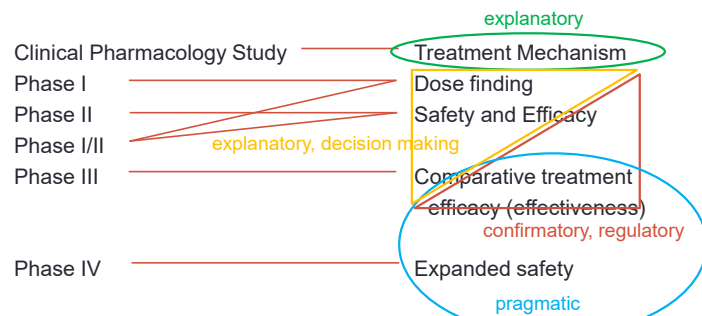 explanatory
Clinical Pharmacology Study Treatment Mechanism
Phase I Dose finding
Phase II Safety and Efficacy
Phase I/II explanatory, decision making
Phase III Comparative treatment
efficacy (effectiveness)
confirmatory, regulatory
Phase IV Expanded safety
pragmatic